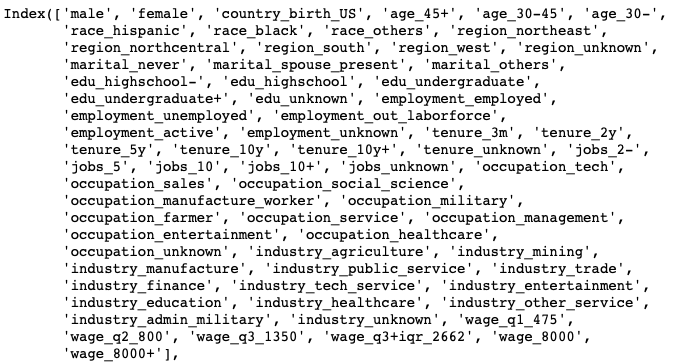 Index(['male', 'female', 'country_birth_US', 'age_45+', 'age_30-45', 'age_30-',
'race_hispanic', 'race_black', 'race_others', 'region_northeast',
'region_northcentral', 'region_south', 'region_west', 'region_unknown',
'marital_never', 'marital_spouse_present', 'marital_others',
'edu_highschool-', 'edu_highschool', 'edu_undergraduate',
'edu_undergraduate+', 'edu_unknown', 'employment_employed',
'employment_unemployed', 'employment_out_laborforce',
'employment_active', 'employment_unknown', 'tenure_3m', 'tenure_2y',
'tenure_5y', 'tenure_10y', 'tenure_10y+', 'tenure_unknown', 'jobs_2-',
'jobs_5', 'jobs_10', 'jobs_10+', 'jobs_unknown', 'occupation_tech',
'occupation_sales', 'occupation_social_science',
'occupation_manufacture_worker', 'occupation_military',
'occupation_farmer', 'occupation_service', 'occupation_management',
'occupation_entertainment', 'occupation_healthcare',
'occupation_unknown', 'industry_agriculture', 'industry_mining',
'industry_manufacture', 'industry_public_service', 'industry_trade',
'industry_finance', 'industry_tech_service', 'industry_entertainment',
'industry_education', 'industry_healthcare', 'industry_other_service',
'industry_admin_military', 'industry_unknown', 'wage_q1_475',
'wage_q2_800', 'wage_q3_1350', 'wage_q3+iqr_2662', 'wage_8000',
'wage_8000+'],